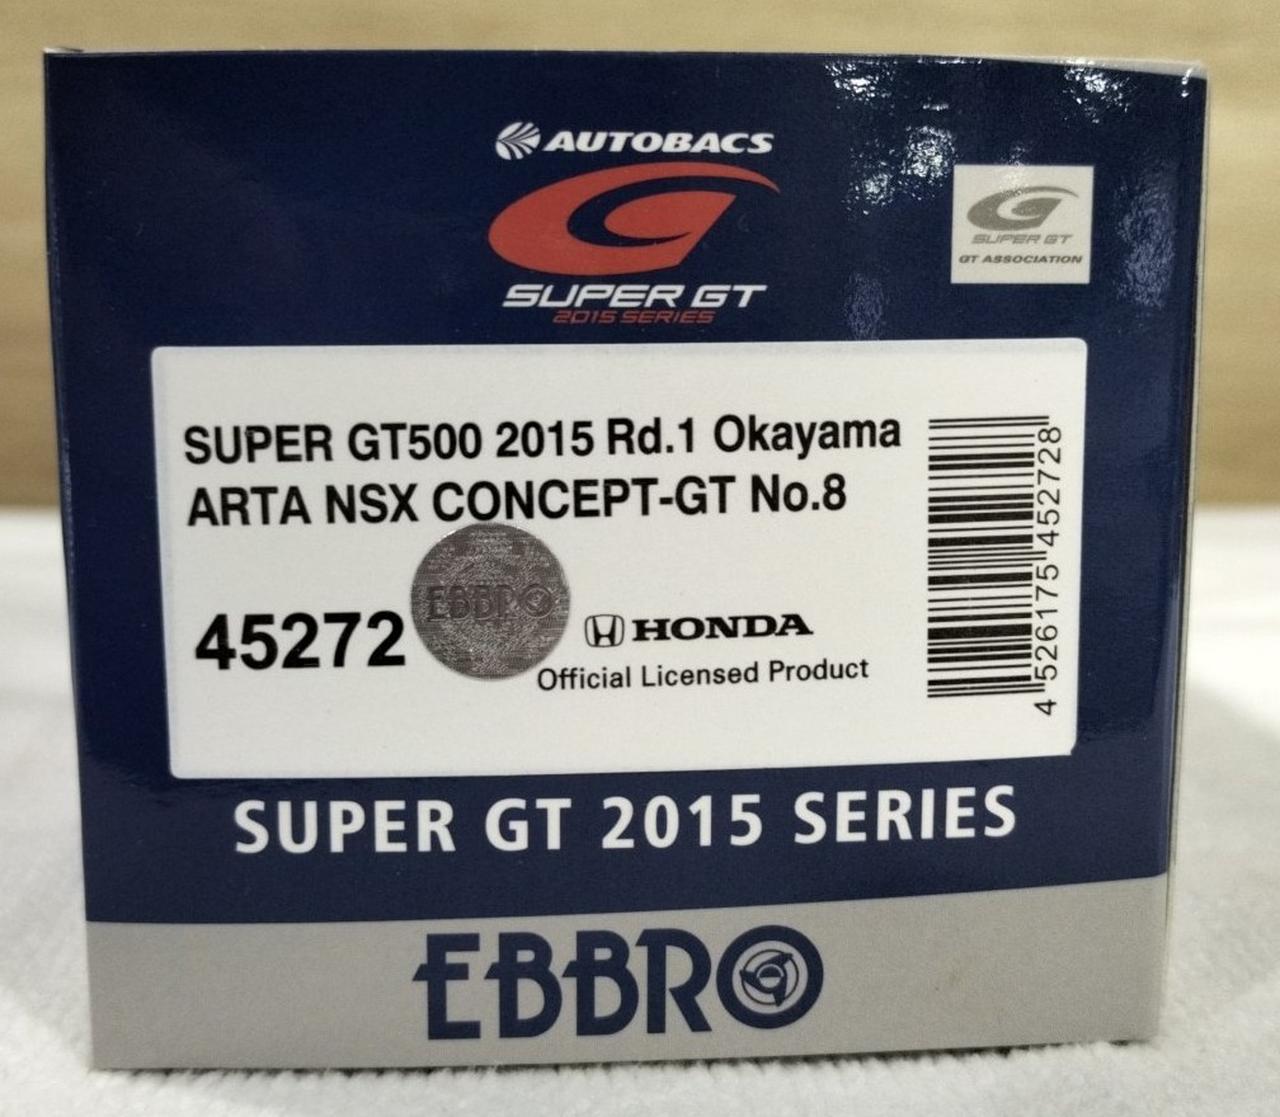 AUTOBACS
SUPER GT
2015 SERIES
SUPER GT
GT ASSOCIATION
SUPER GT500 2015 Rd.1 Okayama
ARTA NSX CONCEPT-GT No.8
45272
EBBRO
HONDA
Official Licensed Product
4 526175 452728
SUPER GT 2015 SERIES
EBBRO